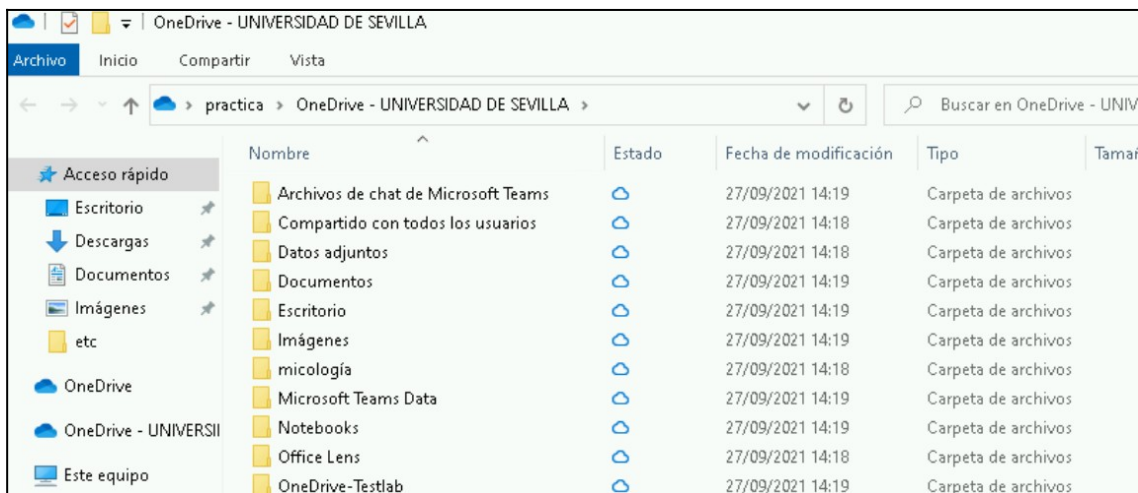 OneDrive - UNIVERSIDAD DE SEVILLA
Archivo Inicio Compartir Vista
practica > OneDrive - UNIVERSIDAD DE SEVILLA > Buscar en OneDrive - UNIV
Nombre Estado Fecha de modificación Tipo Tamañ
Acceso rápido
Escritorio
Descargas
Documentos
Imágenes
etc
OneDrive
OneDrive - UNIVERSII
Este equipo
Archivos de chat de Microsoft Teams 27/09/2021 14:19 Carpeta de archivos
Compartido con todos los usuarios 27/09/2021 14:18 Carpeta de archivos
Datos adjuntos 27/09/2021 14:18 Carpeta de archivos
Documentos 27/09/2021 14:19 Carpeta de archivos
Escritorio 27/09/2021 14:19 Carpeta de archivos
Imágenes 27/09/2021 14:19 Carpeta de archivos
micología 27/09/2021 14:18 Carpeta de archivos
Microsoft Teams Data 27/09/2021 14:19 Carpeta de archivos
Notebooks 27/09/2021 14:19 Carpeta de archivos
Office Lens 27/09/2021 14:18 Carpeta de archivos
OneDrive-Testlab 27/09/2021 14:19 Carpeta de archivos